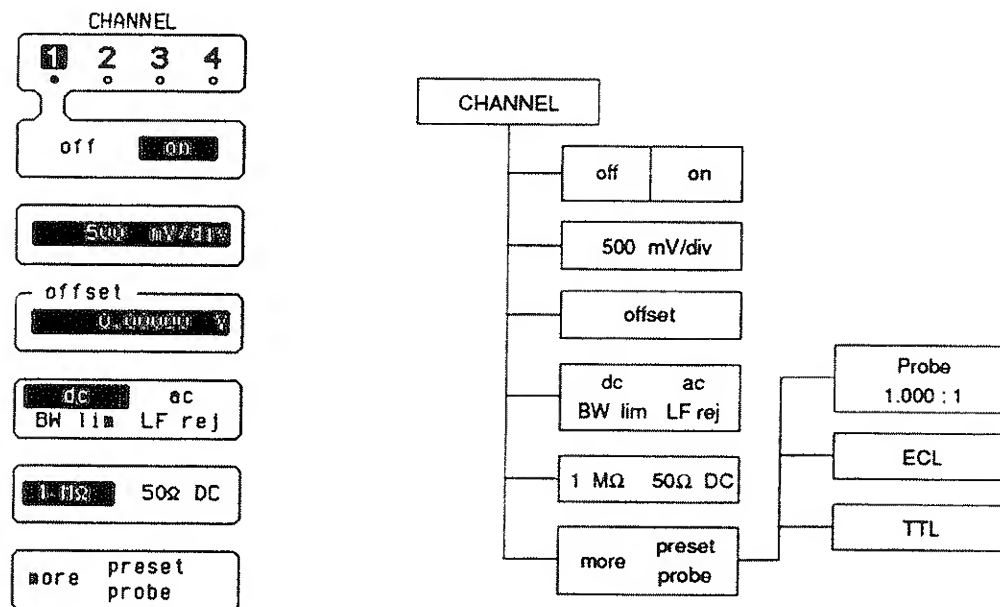 CHANNEL
1 2 3 4
off on
500 mV/div
offset
0.00000 V
dc ac
BW lim LF rej
1 MΩ 50Ω DC
more preset
probe
CHANNEL
off on
500 mV/div
offset
dc ac
BW lim LF rej
1 MΩ 50Ω DC
more preset
probe
Probe
1.000 : 1
ECL
TTL